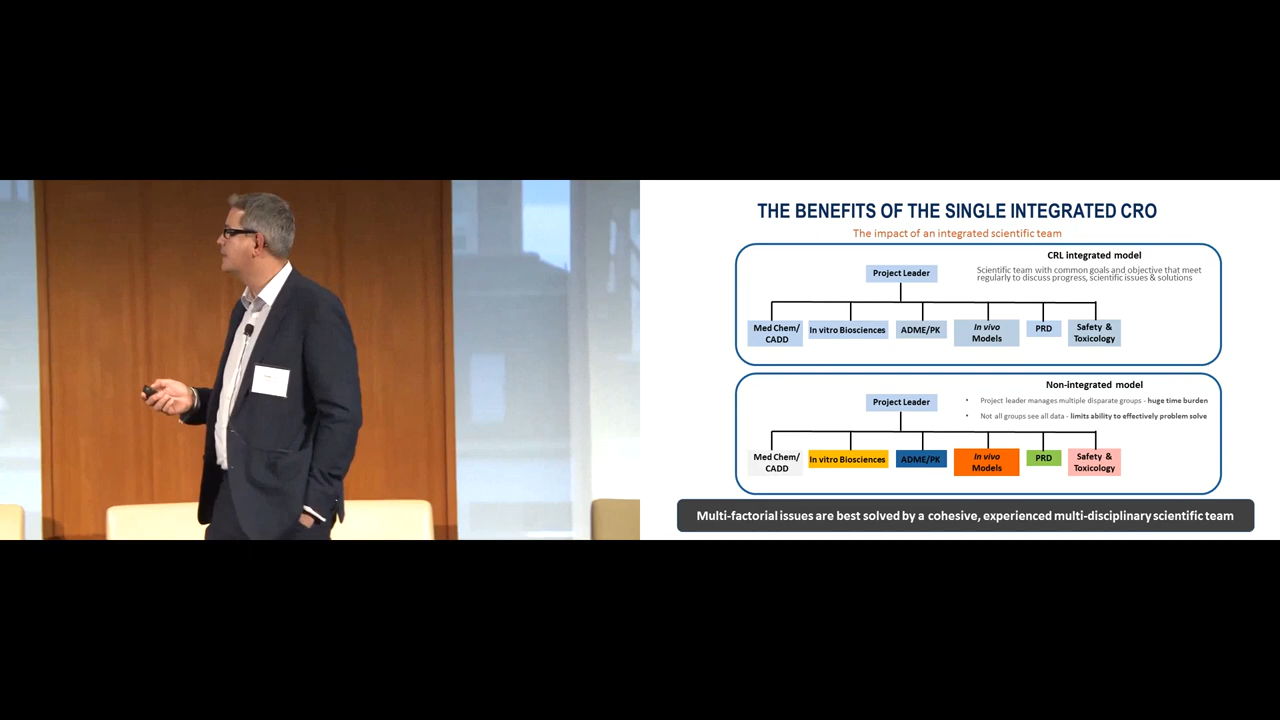 THE BENEFITS OF THE SINGLE INTEGRATED CRO
The impact of an integrated scientific team
CRL integrated model
Scientific team with common goals and objective that meet
regularly to discuss progress, scientific issues & solutions
Project Leader
Med Chem/
CADD
In vitro Biosciences
ADME/PK
In vivo
Models
PRD
Safety &
Toxicology
Non-integrated model
• Project leader manages multiple disparate groups - huge time burden
• Not all groups see all data - limits ability to effectively problem solve
Project Leader
Med Chem/
CADD
In vitro Biosciences
ADME/PK
In vivo
Models
PRD
Safety &
Toxicology
Multi-factorial issues are best solved by a cohesive, experienced multi-disciplinary scientific team